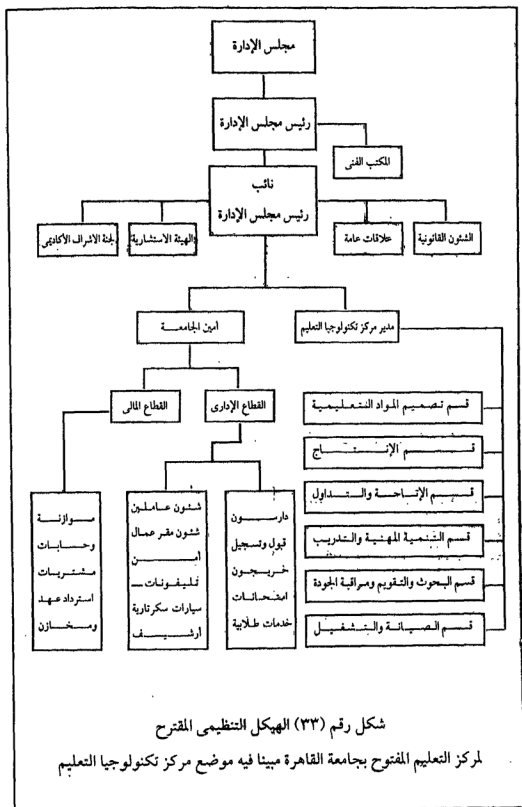 مجلس الإدارة
رئيس مجلس الإدارة
المكتب الفنى
نائب
رئيس مجلس الإدارة
الشئون القانونية
علاقات عامة
الهيئة الاستشارية
لجنة الاشراف الأكاديمى
مدير مركز تكنولوجيا التعليم
أمين الجامعة
القطاع الإدارى
القطاع المالى
قسم تصميم المواد التعليمية
قسم الإنتاج
قسم الإتاحة والتداول
قسم التنمية المهنية والتدريب
قسم البحوث والتقويم ومراقبة الجودة
قسم الصيانة والتشغيل
دارسون
قبول وتسجيل
خريجون
امتحانات
خدمات طلابية
شئون عاملين
شئون مقر عمال
أمن
تليفونات
سيارات سكرتارية
أرشيف
موازنة
وحسابات
مشتريات
استرداد عهد
ومخازن
شكل رقم (٣٣) الهيكل التنظيمى المقترح
لمركز التعليم المفتوح بجامعة القاهرة مبينا فيه موضع مركز تكنولوجيا التعليم